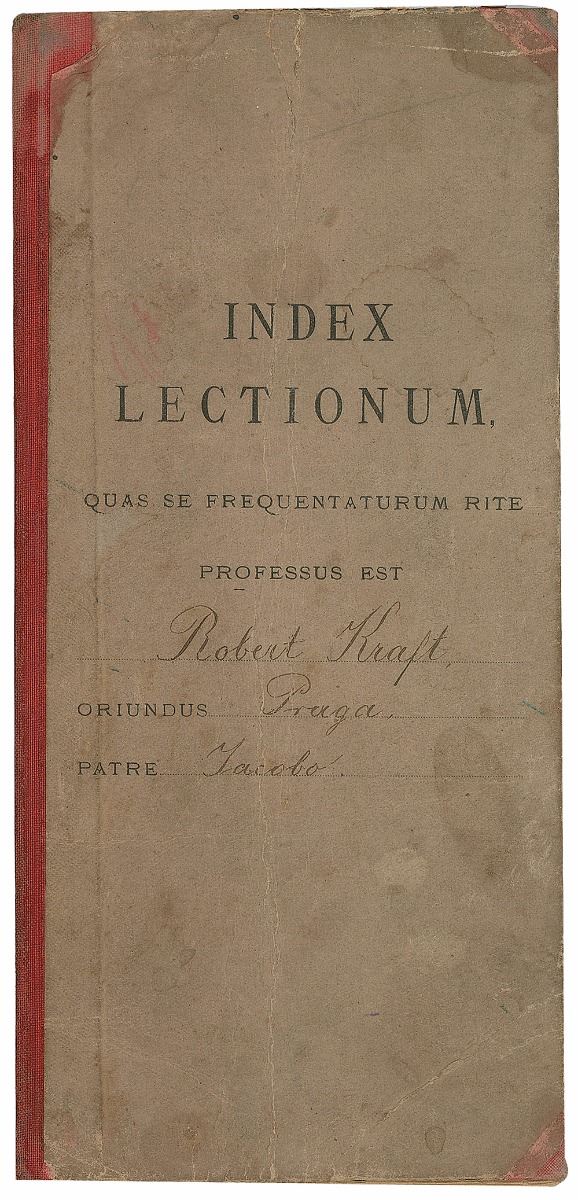 INDEX
LECTIONUM,
QUAS SE FREQUENTATURUM RITE
PROFESSUS EST
Robert Kraft,
ORIUNDUS Praga,
PATRE Jacobo.